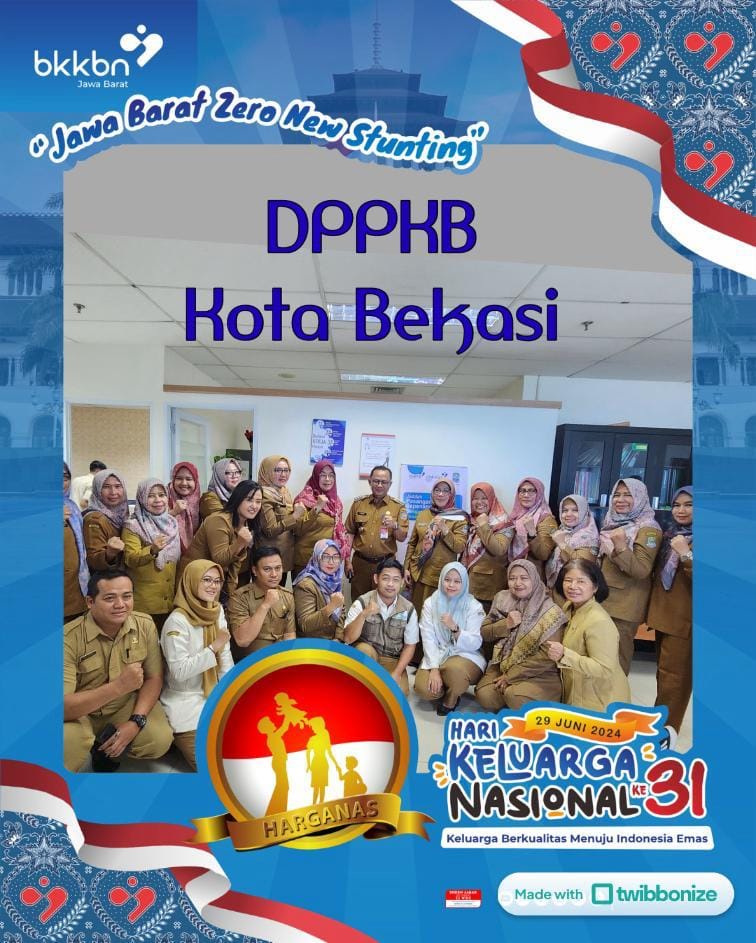 bkkbn
Jawa Barat
"Jawa Barat Zero New Stunting"
DPPKB
Kota Bekasi
29 JUNI 2024
HARI
KELUARGA
NASIONAL KE 31
Keluarga Berkualitas Menuju Indonesia Emas
HARGANAS
Made with twibbonize